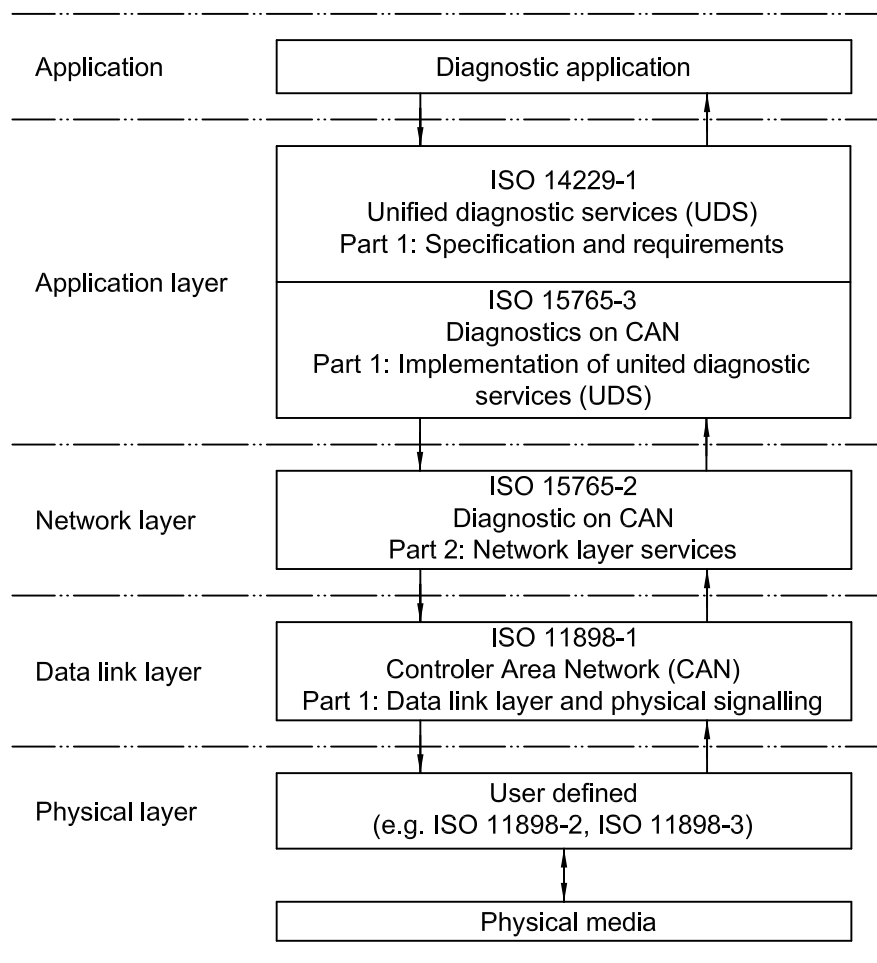 Application
Diagnostic application
Application layer
ISO 14229-1
Unified diagnostic services (UDS)
Part 1: Specification and requirements
ISO 15765-3
Diagnostics on CAN
Part 1: Implementation of united diagnostic
services (UDS)
Network layer
ISO 15765-2
Diagnostic on CAN
Part 2: Network layer services
Data link layer
ISO 11898-1
Controler Area Network (CAN)
Part 1: Data link layer and physical signalling
Physical layer
User defined
(e.g. ISO 11898-2, ISO 11898-3)
Physical media